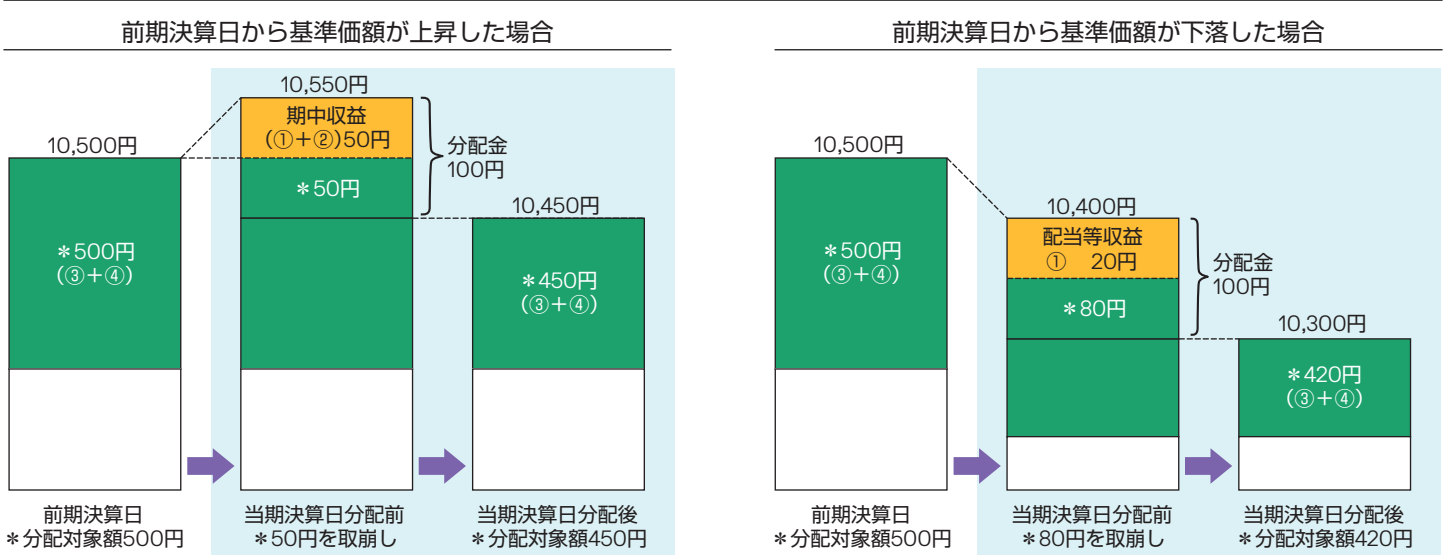 前期決算日から基準価額が上昇した場合
10,550円
期中収益
(①+②)50円
分配金
100円
10,500円
＊50円
10,450円
＊500円
(③+④)
＊450円
(③+④)
前期決算日
＊分配対象額500円
当期決算日分配前
＊50円を取崩し
当期決算日分配後
＊分配対象額450円
前期決算日から基準価額が下落した場合
10,500円
10,400円
配当等収益
① 20円
分配金
100円
＊500円
(③+④)
＊80円
10,300円
＊420円
(③+④)
前期決算日
＊分配対象額500円
当期決算日分配前
＊80円を取崩し
当期決算日分配後
＊分配対象額420円